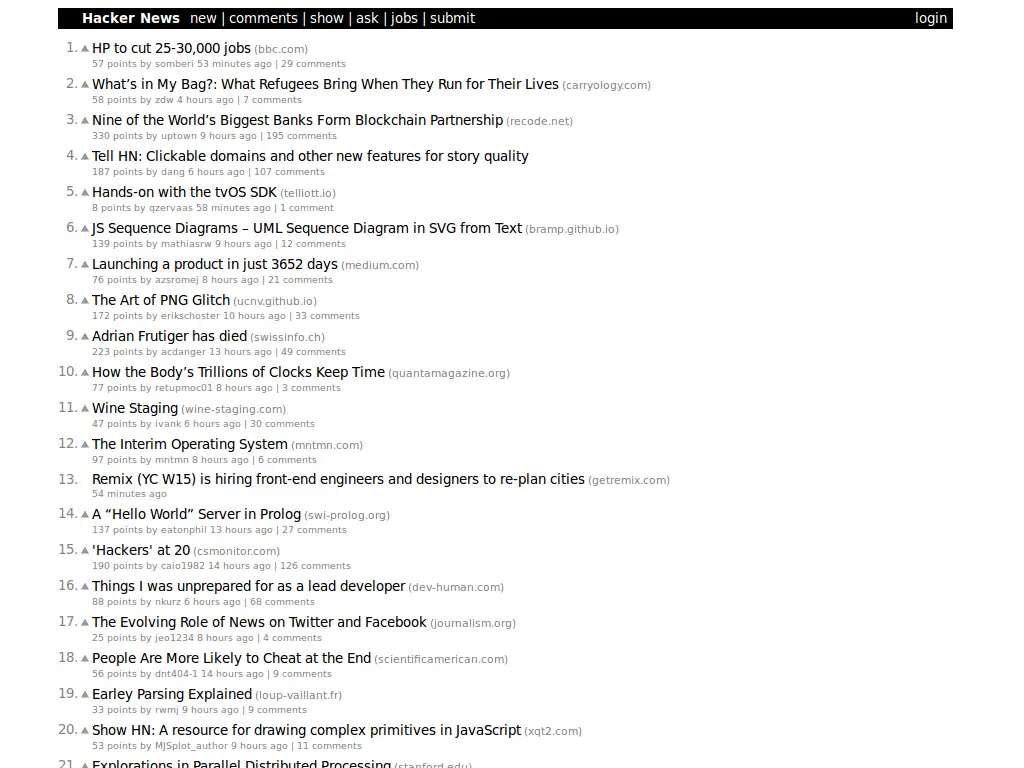 Hacker News new | comments | show | ask | jobs | submit login
1. HP to cut 25-30,000 jobs (bbc.com)
57 points by somberi 53 minutes ago | 29 comments
2. What’s in My Bag?: What Refugees Bring When They Run for Their Lives (carryology.com)
58 points by zdw 4 hours ago | 7 comments
3. Nine of the World’s Biggest Banks Form Blockchain Partnership (recode.net)
330 points by uptown 9 hours ago | 195 comments
4. Tell HN: Clickable domains and other new features for story quality
187 points by dang 6 hours ago | 107 comments
5. Hands-on with the tvOS SDK (telliott.io)
8 points by qzervaas 58 minutes ago | 1 comment
6. JS Sequence Diagrams – UML Sequence Diagram in SVG from Text (bramp.github.io)
139 points by mathiasrw 9 hours ago | 12 comments
7. Launching a product in just 3652 days (medium.com)
76 points by azsromej 8 hours ago | 21 comments
8. The Art of PNG Glitch (ucnv.github.io)
172 points by erikschoster 10 hours ago | 33 comments
9. Adrian Frutiger has died (swissinfo.ch)
223 points by acdanger 13 hours ago | 49 comments
10. How the Body’s Trillions of Clocks Keep Time (quantamagazine.org)
77 points by retupmoc01 8 hours ago | 3 comments
11. Wine Staging (wine-staging.com)
47 points by ivank 6 hours ago | 30 comments
12. The Interim Operating System (mntmn.com)
97 points by mntmn 8 hours ago | 6 comments
13. Remix (YC W15) is hiring front-end engineers and designers to re-plan cities (getremix.com)
54 minutes ago
14. A “Hello World” Server in Prolog (swi-prolog.org)
137 points by eatonphil 13 hours ago | 27 comments
15. 'Hackers' at 20 (csmonitor.com)
190 points by caio1982 14 hours ago | 126 comments
16. Things I was unprepared for as a lead developer (dev-human.com)
88 points by nkurz 6 hours ago | 68 comments
17. The Evolving Role of News on Twitter and Facebook (journalism.org)
25 points by jeo1234 8 hours ago | 4 comments
18. People Are More Likely to Cheat at the End (scientificamerican.com)
56 points by dnt404-1 14 hours ago | 9 comments
19. Earley Parsing Explained (loup-vaillant.fr)
33 points by rwmj 9 hours ago | 9 comments
20. Show HN: A resource for drawing complex primitives in JavaScript (xqt2.com)
53 points by MJSplot_author 9 hours ago | 11 comments
21. Explorations in Parallel Distributed Processing (stanford.edu)